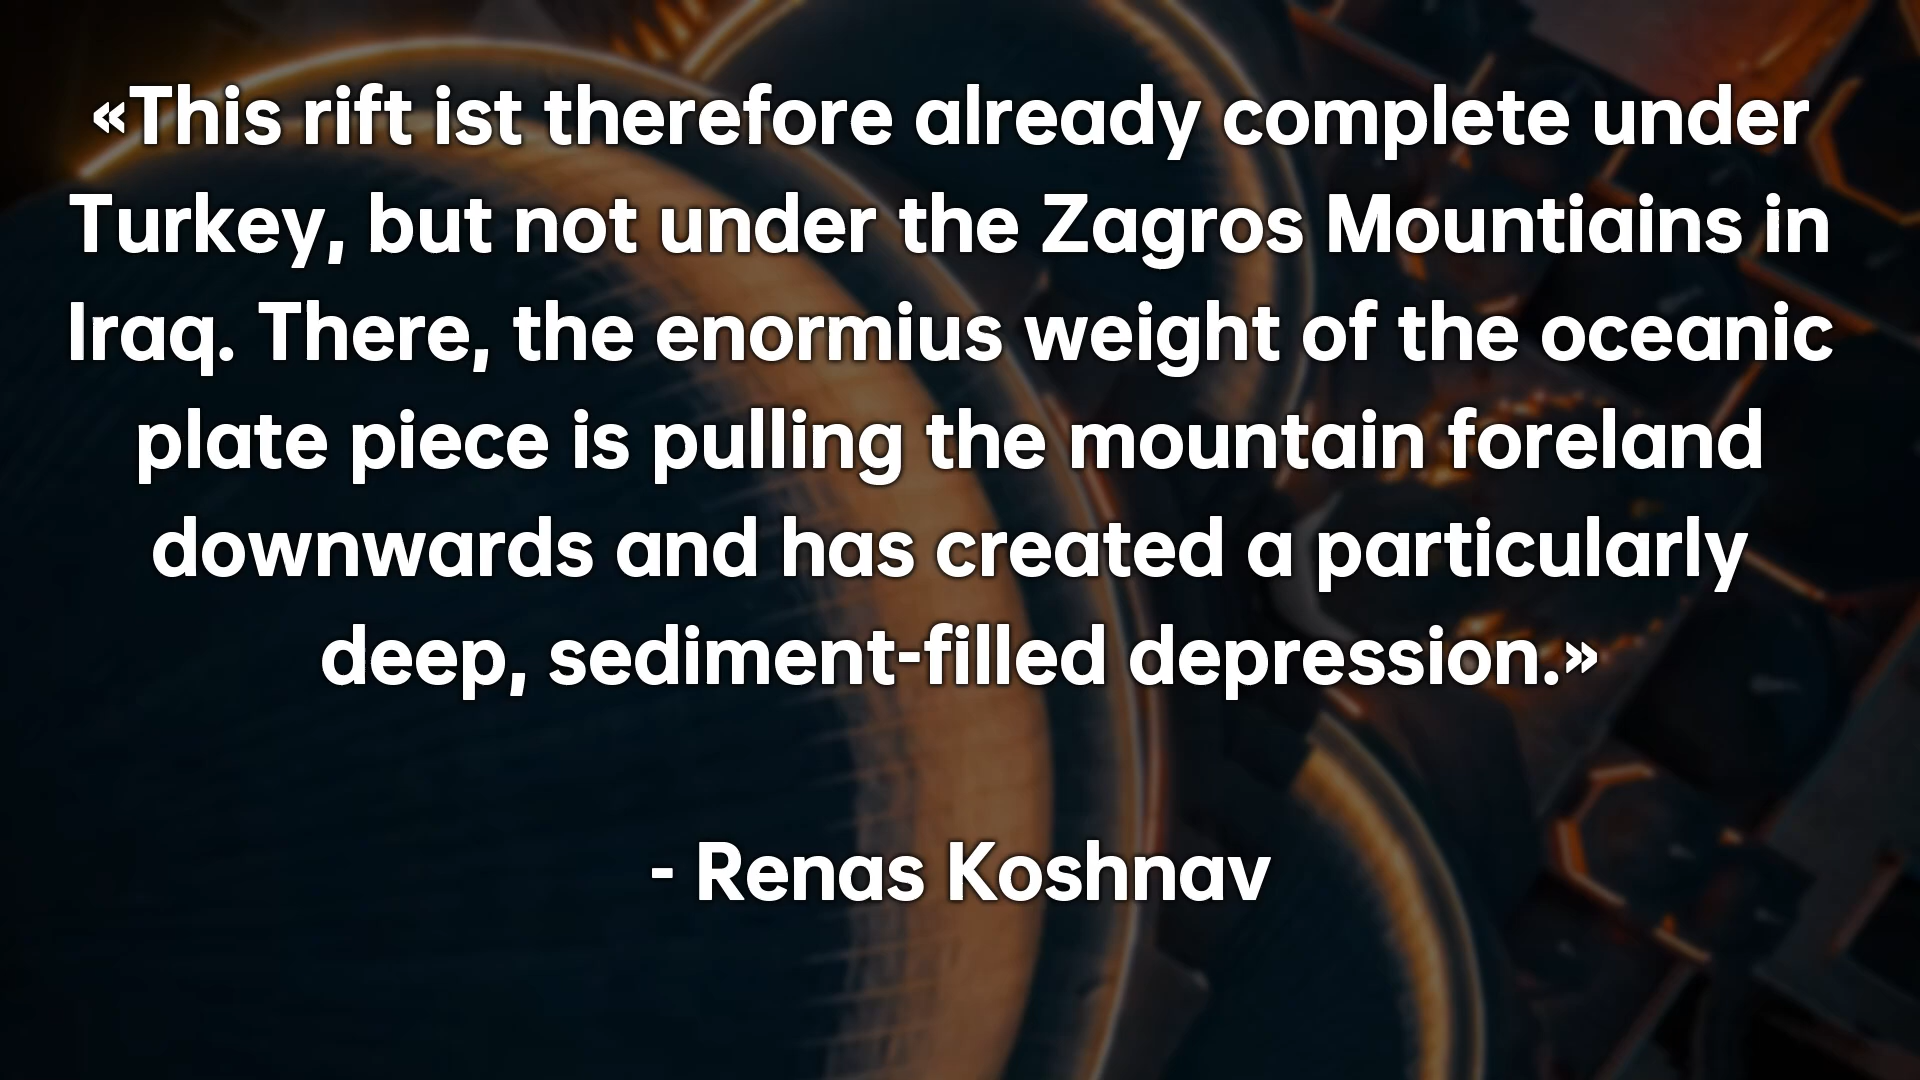 «This rift ist therefore already complete under
Turkey, but not under the Zagros Mountiains in
Iraq. There, the enormius weight of the oceanic
plate piece is pulling the mountain foreland
downwards and has created a particularly
deep, sediment-filled depression.»
- Renas Koshnav